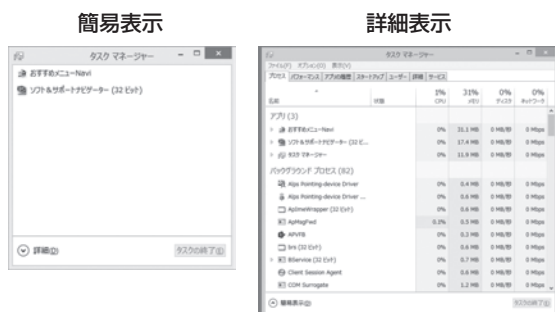 簡易表示
タスク マネージャー
おすすめメニューNavi
ソフト&サポートナビゲーター (32 ビット)
詳細(D)
タスクの終了(E)
詳細表示
タスク マネージャー
ファイル(F) オプション(O) 表示(V)
プロセス パフォーマンス アプリの履歴 スタートアップ ユーザー 詳細 サービス
1% 31% 0% 0%
名前 状態 CPU メモリ ディスク ネットワーク
アプリ (3)
おすすめメニューNavi 0% 31.1 MB 0 MB/秒 0 Mbps
ソフト&サポートナビゲーター (32 ビ... 0% 17.4 MB 0 MB/秒 0 Mbps
タスク マネージャー 0% 11.9 MB 0 MB/秒 0 Mbps
バックグラウンド プロセス (82)
Alps Pointing-device Driver 0% 0.4 MB 0 MB/秒 0 Mbps
Alps Pointing-device Driver ... 0% 0.6 MB 0 MB/秒 0 Mbps
ApImeWrapper (32 ビット) 0% 0.6 MB 0 MB/秒 0 Mbps
ApMsgFwd 0.1% 0.5 MB 0 MB/秒 0 Mbps
APVFB 0% 0.3 MB 0 MB/秒 0 Mbps
brs (32 ビット) 0% 0.6 MB 0 MB/秒 0 Mbps
BService (32 ビット) 0% 0.7 MB 0 MB/秒 0 Mbps
Client Session Agent 0% 0.6 MB 0 MB/秒 0 Mbps
COM Surrogate 0% 1.2 MB 0 MB/秒 0 Mbps
簡易表示(D)
タスクの終了(E)